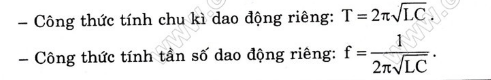 – Công thức tính chu kì dao động riêng: T = 2π√LC.
– Công thức tính tần số dao động riêng: f = 1/(2π√LC).